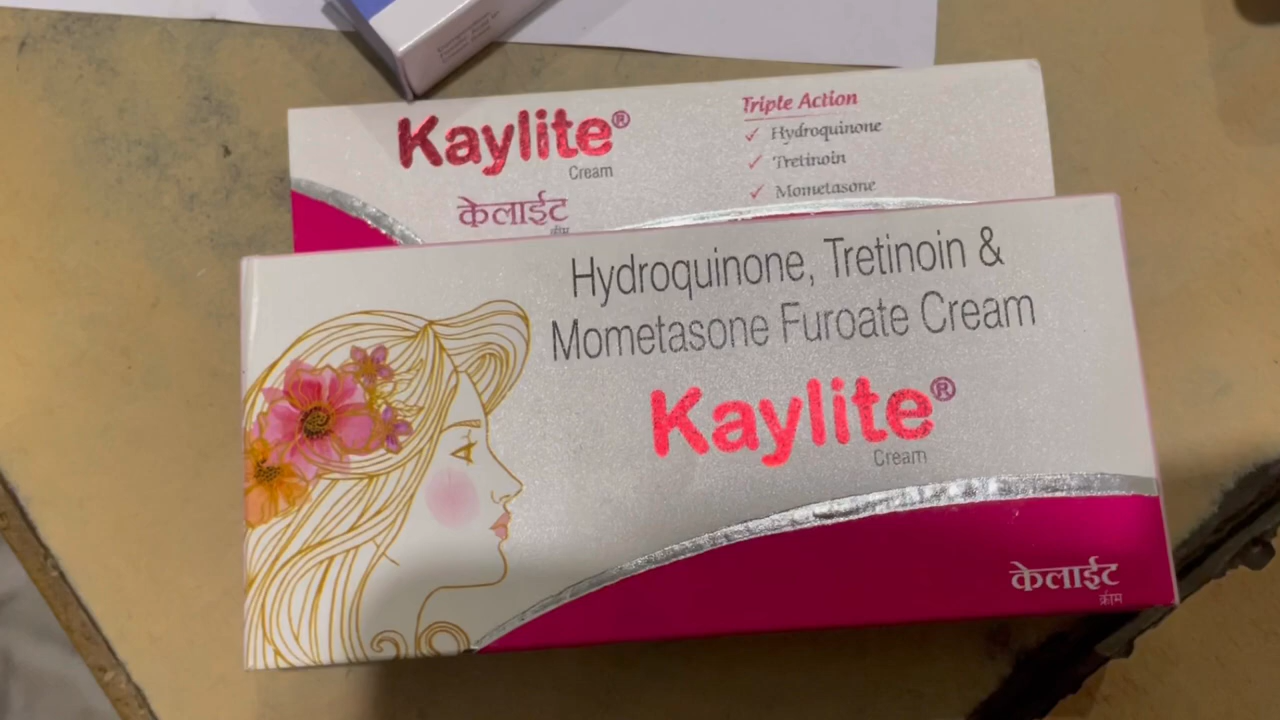 Kaylite®
Cream
केलाईट
क्रीम
Triple Action
✓ Hydroquinone
✓ Tretinoin
✓ Mometasone
Hydroquinone, Tretinoin &
Mometasone Furoate Cream
Kaylite®
Cream
केलाईट
क्रीम